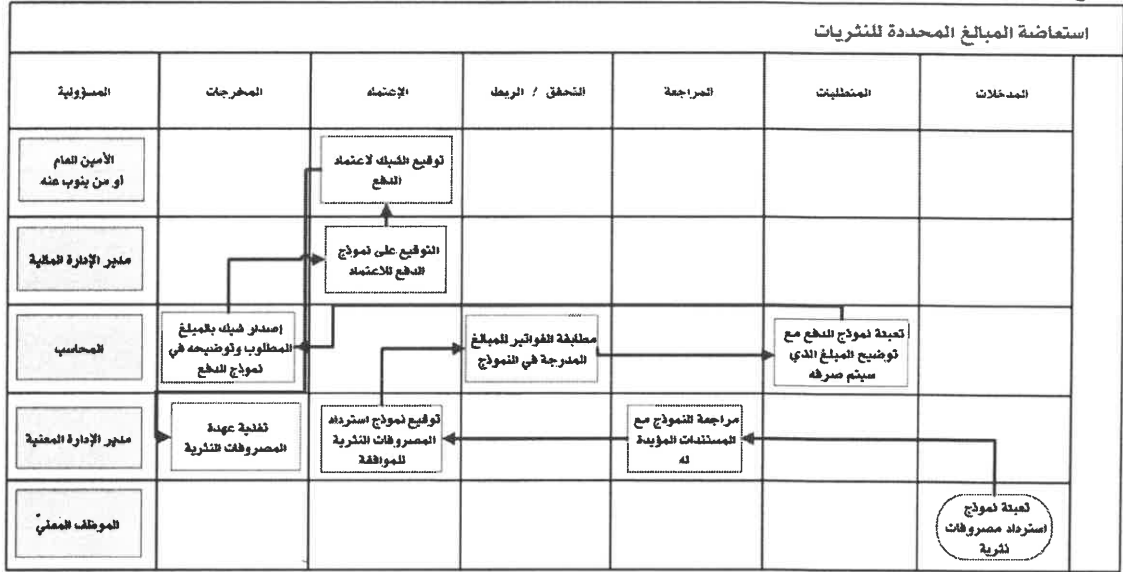 استعاضة المبالغ المحددة للنثريات
المدخلات
المتطلبات
المراجعة
التحقق / الربط
الإعتماد
المخرجات
المسؤولية
توقيع الشيك لاعتماد
الدفع
الأمين العام
او من ينوب عنه
التوقيع على نموذج
الدفع للاعتماد
مدير الإدارة المالية
تعبئة نموذج الدفع مع
توضيح المبلغ الذي
سيتم صرفه
مطابقة الفواتير للمبالغ
المدرجة في النموذج
إصدار شيك بالمبلغ
المطلوب وتوضيحه في
نموذج الدفع
المحاسب
مراجعة النموذج مع
المستندات المؤيدة
له
توقيع نموذج استرداد
المصروفات النثرية
للموافقة
تغذية عهدة
المصروفات النثرية
مدير الإدارة المعنية
تعبئة نموذج
استرداد مصروفات
نثرية
الموظف المعنيّ